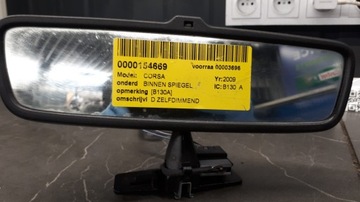 0000154669 Voorraa 00003696
Model: CORSA Yr:2009
onderd BINNEN SPIEGEL IC:B130 A
opmerking [B130A]
omschrijvi D ZELFDIMMEND